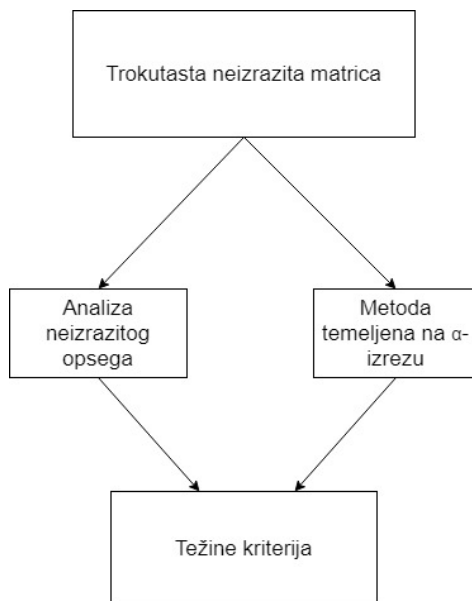 Trokutasta neizrazita matrica
Analiza
neizrazitog
opsega
Metoda
temeljena na α-
izrezu
Težine kriterija